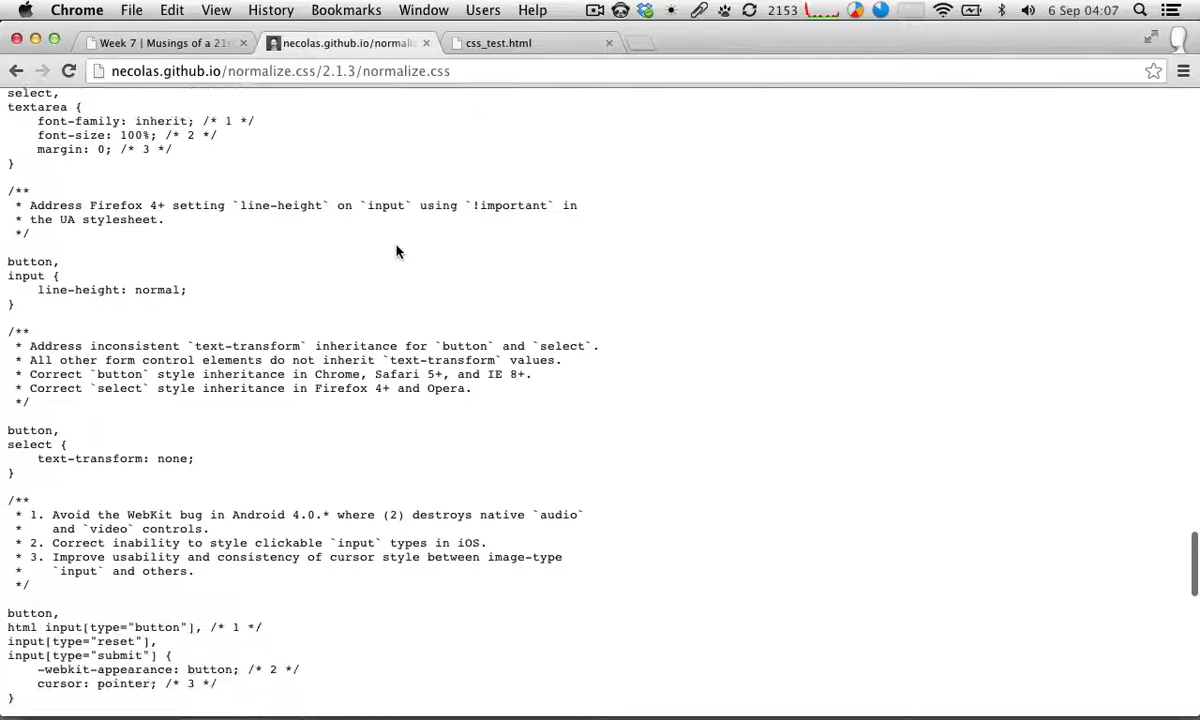 Chrome File Edit View History Bookmarks Window Users Help 2153 6 Sep 04:07
Week 7 | Musings of a 21s necolas.github.io/normaliz css_test.html
necolas.github.io/normalize.css/2.1.3/normalize.css
select,
textarea {
font-family: inherit; /* 1 */
font-size: 100%; /* 2 */
margin: 0; /* 3 */
}
/**
* Address Firefox 4+ setting `line-height` on `input` using `!important` in
* the UA stylesheet.
*/
button,
input {
line-height: normal;
}
/**
* Address inconsistent `text-transform` inheritance for `button` and `select`.
* All other form control elements do not inherit `text-transform` values.
* Correct `button` style inheritance in Chrome, Safari 5+, and IE 8+.
* Correct `select` style inheritance in Firefox 4+ and Opera.
*/
button,
select {
text-transform: none;
}
/**
* 1. Avoid the WebKit bug in Android 4.0.* where (2) destroys native `audio`
* and `video` controls.
* 2. Correct inability to style clickable `input` types in iOS.
* 3. Improve usability and consistency of cursor style between image-type
* `input` and others.
*/
button,
html input[type="button"], /* 1 */
input[type="reset"],
input[type="submit"] {
-webkit-appearance: button; /* 2 */
cursor: pointer; /* 3 */
}